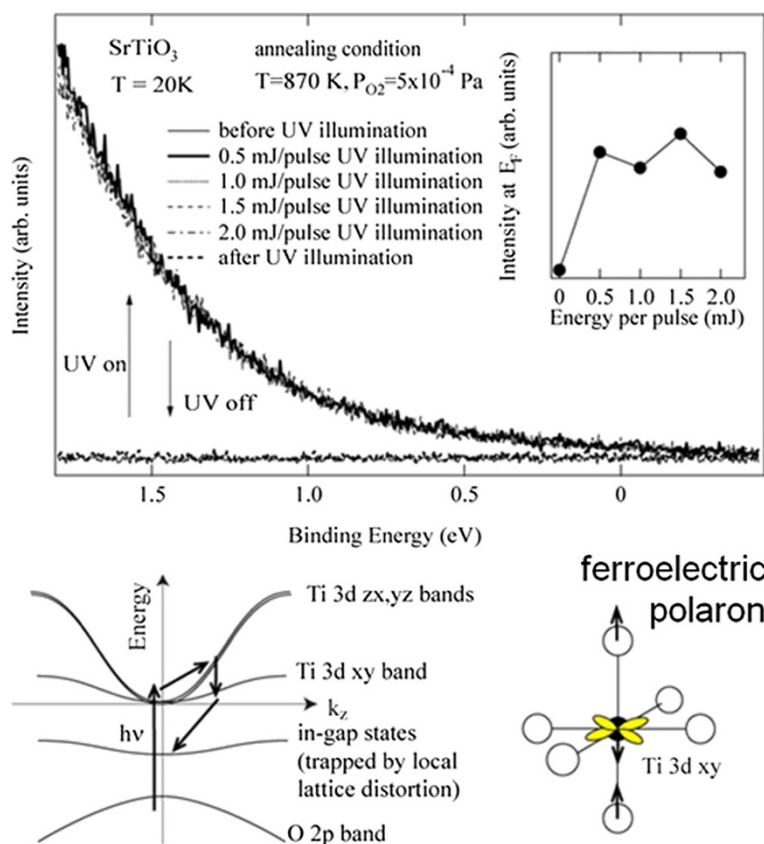 SrTiO3
annealing condition
T = 20K
T=870 K, PO2=5x10-4 Pa
before UV illumination
0.5 mJ/pulse UV illumination
1.0 mJ/pulse UV illumination
1.5 mJ/pulse UV illumination
2.0 mJ/pulse UV illumination
after UV illumination
Intensity at EF (arb. units)
0 0.5 1.0 1.5 2.0
Energy per pulse (mJ)
Intensity (arb. units)
UV on
UV off
1.5 1.0 0.5 0
Binding Energy (eV)
ferroelectric
polaron
Energy
Ti 3d zx,yz bands
Ti 3d xy band
kz
hν
in-gap states
(trapped by local
lattice distortion)
O 2p band
Ti 3d xy